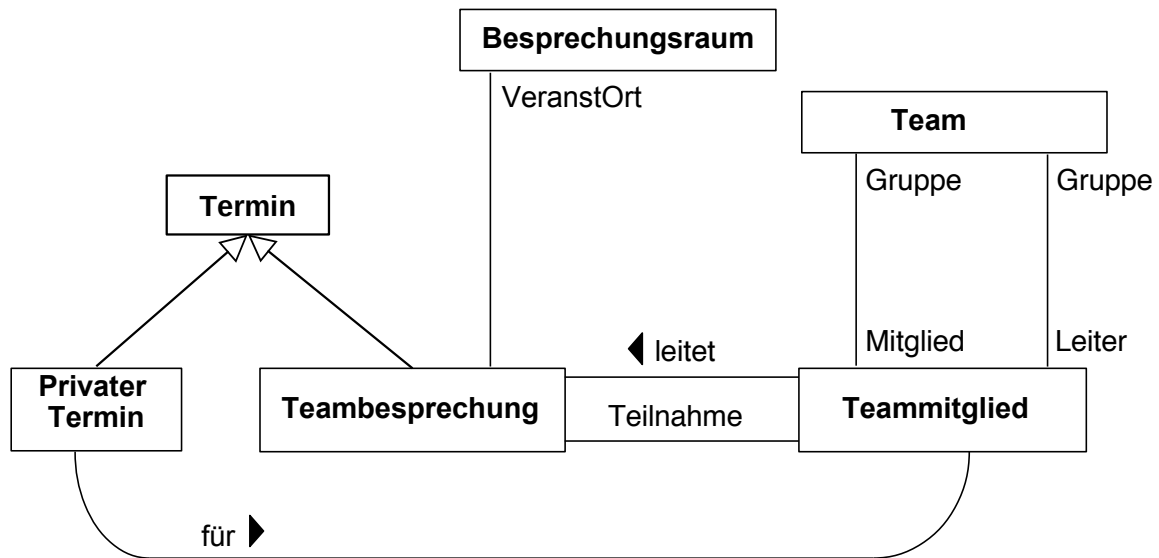 Besprechungsraum
VeranstOrt
Team
Gruppe
Gruppe
Termin
Mitglied
Leiter
leitet
Privater
Termin
Teambesprechung
Teilnahme
Teammitglied
für